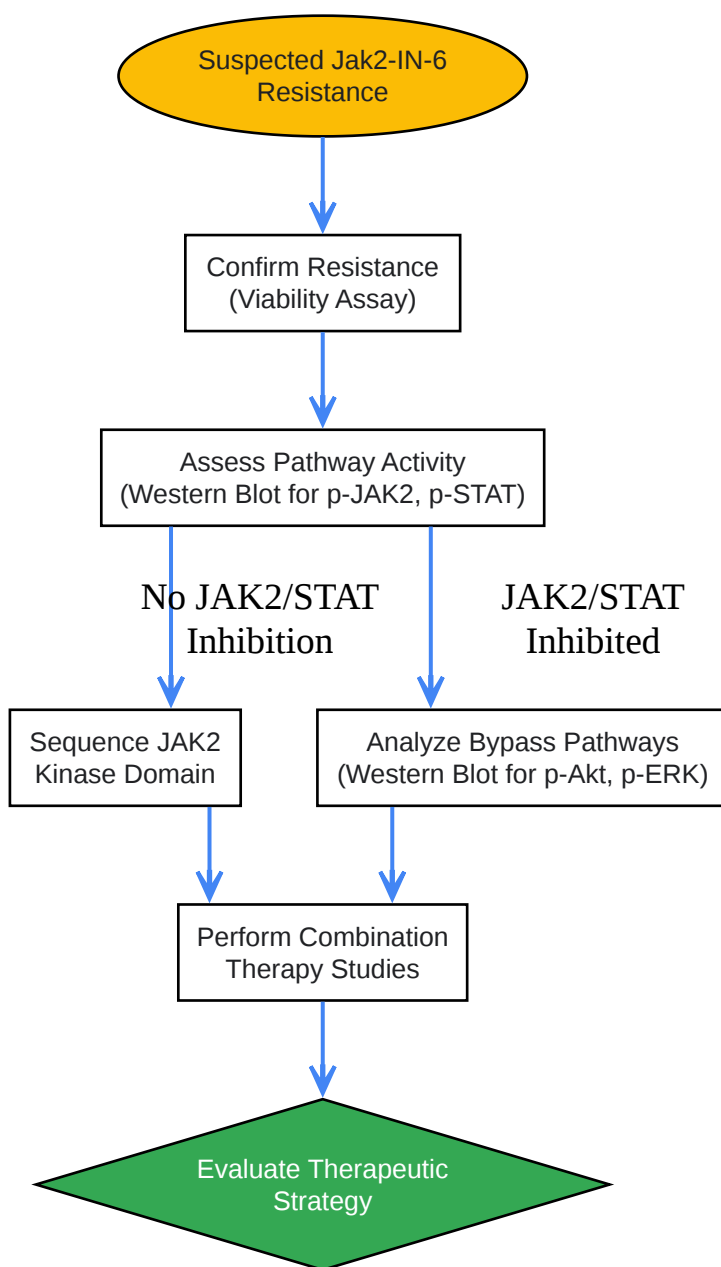 Suspected Jak2-IN-6
Resistance
Confirm Resistance
(Viability Assay)
Assess Pathway Activity
(Western Blot for p-JAK2, p-STAT)
No JAK2/STAT
Inhibition
JAK2/STAT
Inhibited
Sequence JAK2
Kinase Domain
Analyze Bypass Pathways
(Western Blot for p-Akt, p-ERK)
Perform Combination
Therapy Studies
Evaluate Therapeutic
Strategy